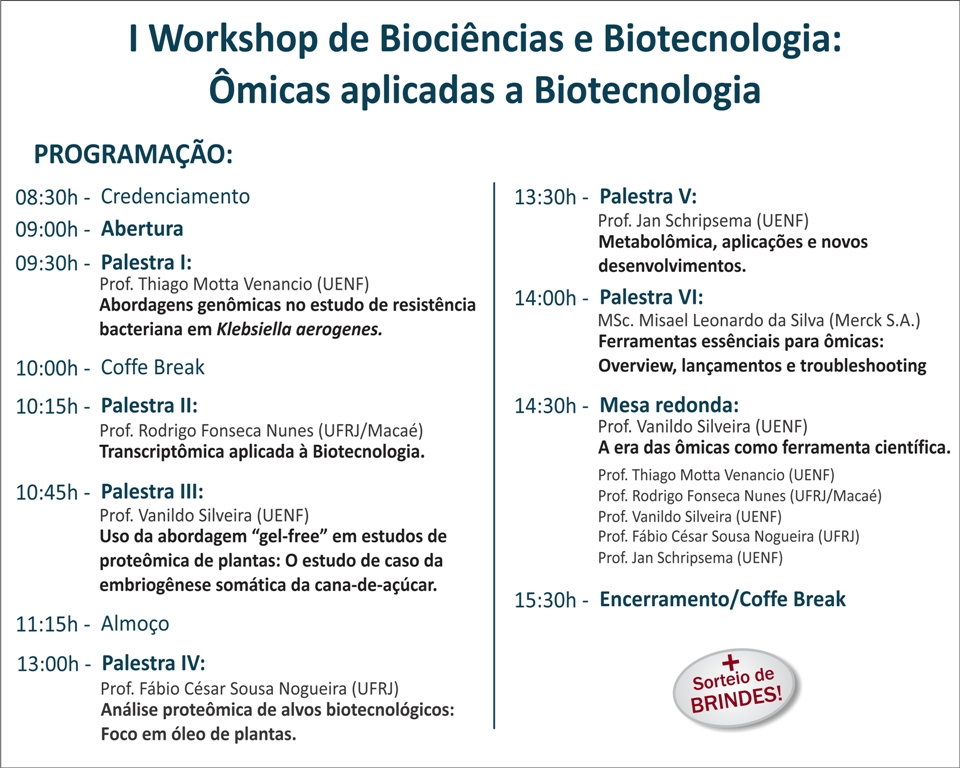 I Workshop de Biociências e Biotecnologia:
Ômicas aplicadas a Biotecnologia
PROGRAMAÇÃO:
08:30h - Credenciamento
09:00h - Abertura
09:30h - Palestra I:
Prof. Thiago Motta Venancio (UENF)
Abordagens genômicas no estudo de resistência
bacteriana em Klebsiella aerogenes.
10:00h - Coffe Break
10:15h - Palestra II:
Prof. Rodrigo Fonseca Nunes (UFRJ/Macaé)
Transcriptômica aplicada à Biotecnologia.
10:45h - Palestra III:
Prof. Vanildo Silveira (UENF)
Uso da abordagem “gel-free” em estudos de
proteômica de plantas: O estudo de caso da
embriogênese somática da cana-de-açúcar.
11:15h - Almoço
13:00h - Palestra IV:
Prof. Fábio César Sousa Nogueira (UFRJ)
Análise proteômica de alvos biotecnológicos:
Foco em óleo de plantas.
13:30h - Palestra V:
Prof. Jan Schripsema (UENF)
Metabolômica, aplicações e novos
desenvolvimentos.
14:00h - Palestra VI:
MSc. Misael Leonardo da Silva (Merck S.A.)
Ferramentas essênciais para ômicas:
Overview, lançamentos e troubleshooting
14:30h - Mesa redonda:
Prof. Vanildo Silveira (UENF)
A era das ômicas como ferramenta científica.
Prof. Thiago Motta Venancio (UENF)
Prof. Rodrigo Fonseca Nunes (UFRJ/Macaé)
Prof. Vanildo Silveira (UENF)
Prof. Fábio César Sousa Nogueira (UFRJ)
Prof. Jan Schripsema (UENF)
15:30h - Encerramento/Coffe Break
+
Sorteio de
BRINDES!